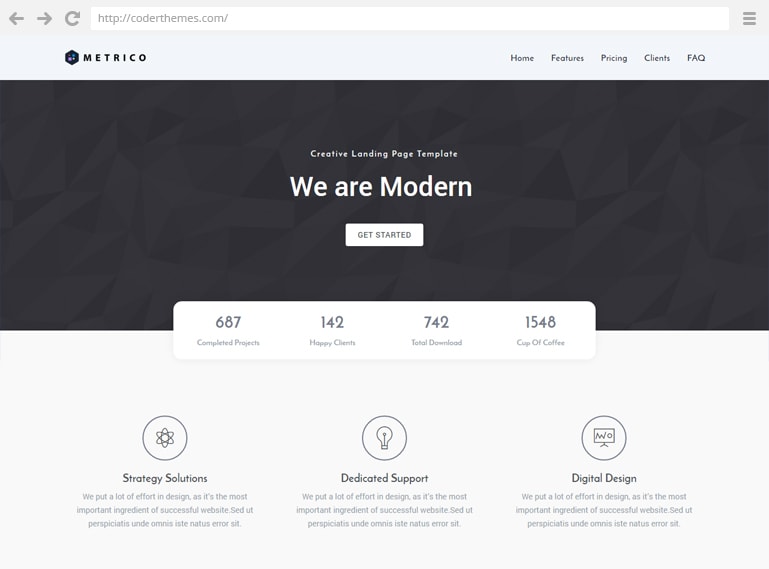 http://coderthemes.com/
METRICO
Home Features Pricing Clients FAQ
Creative Landing Page Template
We are Modern
GET STARTED
687 142 742 1548
Completed Projects Happy Clients Total Download Cup Of Coffee
Strategy Solutions
We put a lot of effort in design, as it's the most
important ingredient of successful website.Sed ut
perspiciatis unde omnis iste natus error sit.
Dedicated Support
We put a lot of effort in design, as it's the most
important ingredient of successful website.Sed ut
perspiciatis unde omnis iste natus error sit.
Digital Design
We put a lot of effort in design, as it's the most
important ingredient of successful website.Sed ut
perspiciatis unde omnis iste natus error sit.